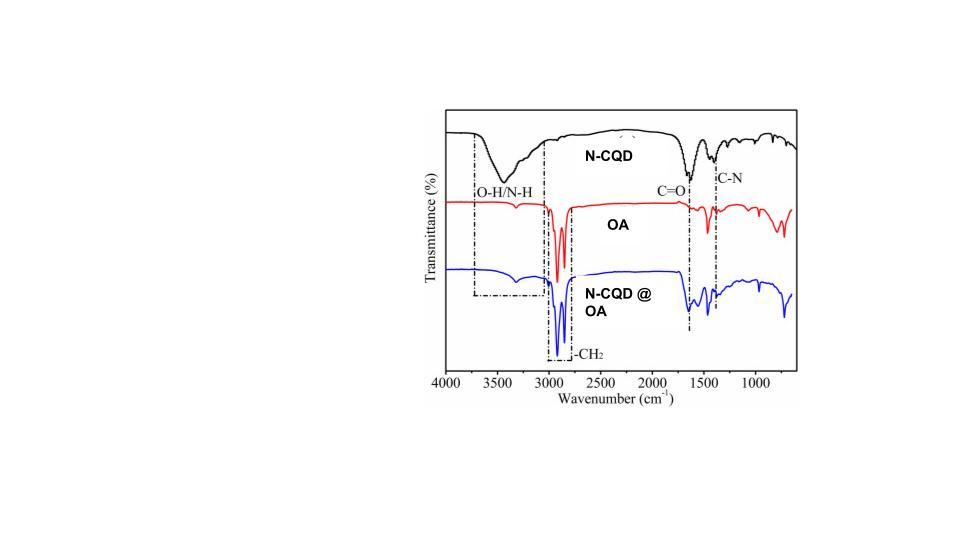 N-CQD
C-N
O-H/N-H
C=O
OA
N-CQD @
OA
-CH₂
Transmittance (%)
4000 3500 3000 2500 2000 1500 1000
Wavenumber (cm⁻¹)